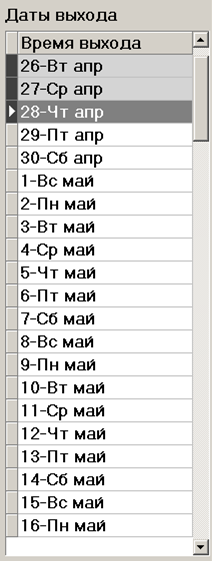 Даты выхода
Время выхода
26-Вт апр
27-Ср апр
28-Чт апр
29-Пт апр
30-Сб апр
1-Вс май
2-Пн май
3-Вт май
4-Ср май
5-Чт май
6-Пт май
7-Сб май
8-Вс май
9-Пн май
10-Вт май
11-Ср май
12-Чт май
13-Пт май
14-Сб май
15-Вс май
16-Пн май